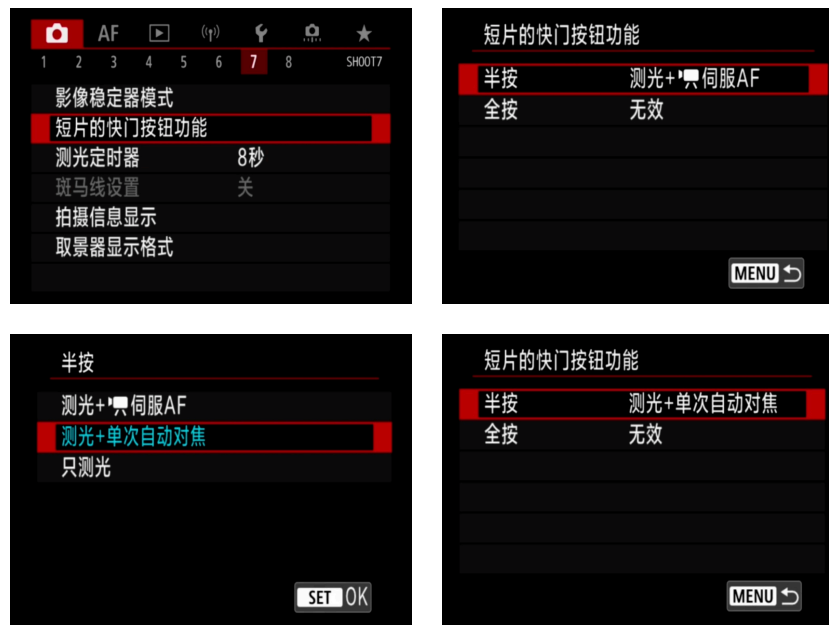 AF
1 2 3 4 5 6 7 8 SHOOT7
影像稳定器模式
短片的快门按钮功能
测光定时器 8秒
斑马线设置 关
拍摄信息显示
取景器显示格式
短片的快门按钮功能
半按 测光+伺服AF
全按 无效
MENU
半按
测光+伺服AF
测光+单次自动对焦
只测光
SET OK
短片的快门按钮功能
半按 测光+单次自动对焦
全按 无效
MENU